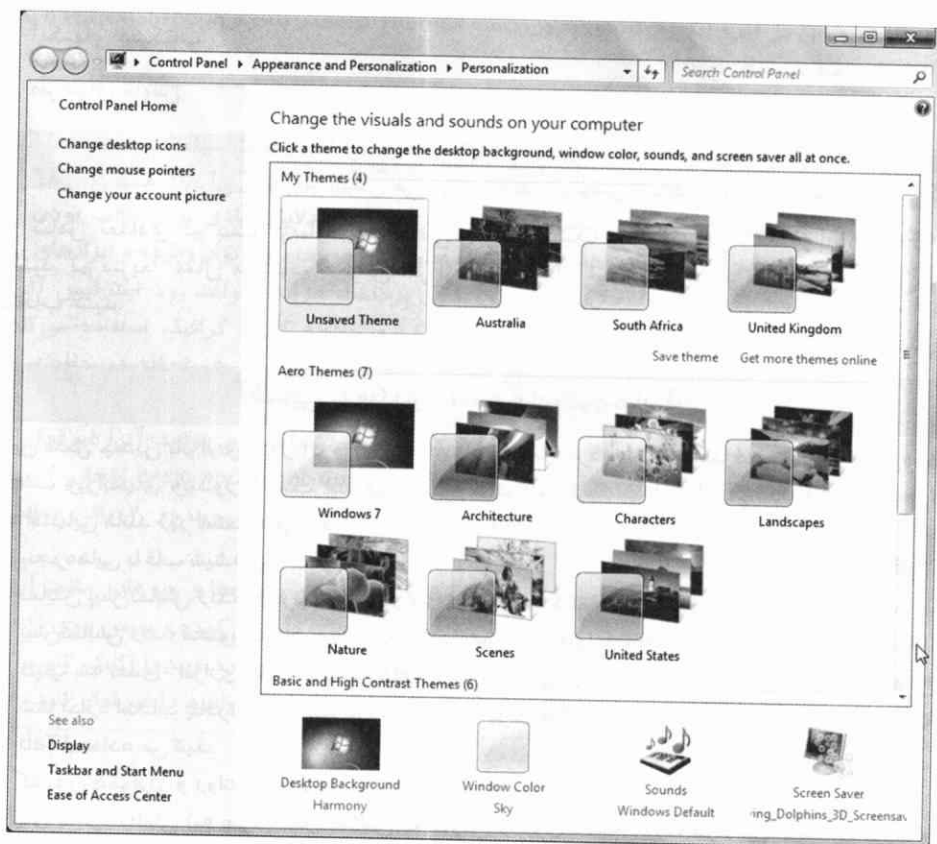 Control Panel ▸ Appearance and Personalization ▸ Personalization
Search Control Panel
Control Panel Home
Change desktop icons
Change mouse pointers
Change your account picture
Change the visuals and sounds on your computer
Click a theme to change the desktop background, window color, sounds, and screen saver all at once.
My Themes (4)
Unsaved Theme
Australia
South Africa
United Kingdom
Save theme
Get more themes online
Aero Themes (7)
Windows 7
Architecture
Characters
Landscapes
Nature
Scenes
United States
Basic and High Contrast Themes (6)
See also
Display
Taskbar and Start Menu
Ease of Access Center
Desktop Background
Harmony
Window Color
Sky
Sounds
Windows Default
Screen Saver
ing_Dolphins_3D_Screensav